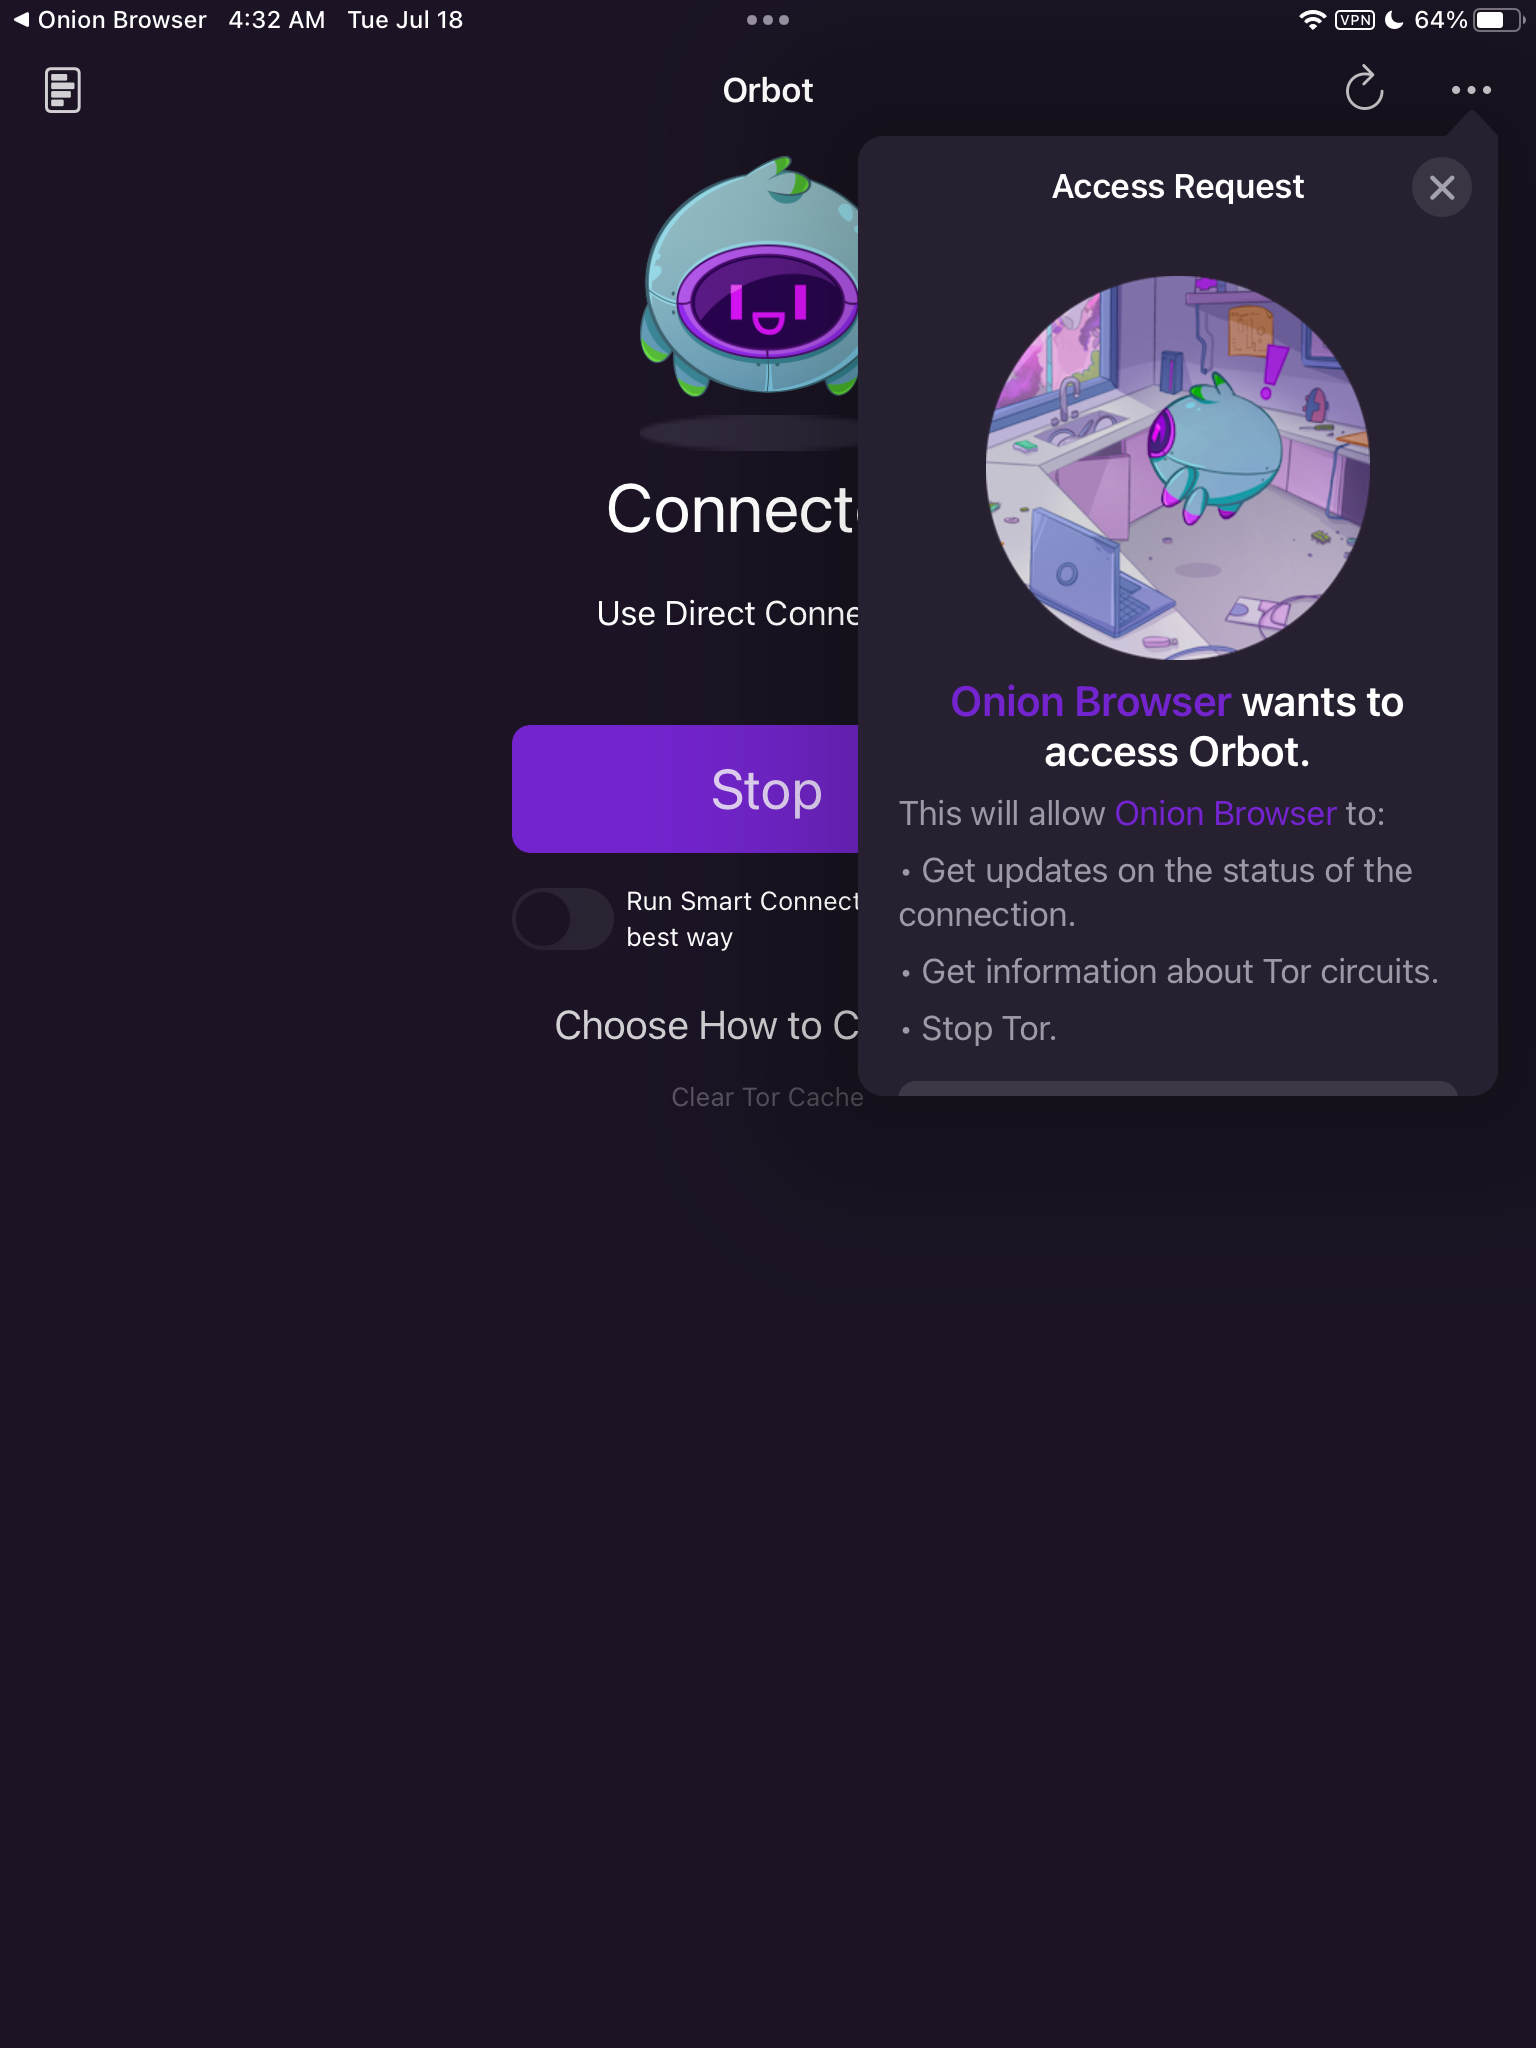 Onion Browser 4:32 AM Tue Jul 18
VPN 64%
Orbot
Access Request
Onion Browser wants to
access Orbot.
This will allow Onion Browser to:
• Get updates on the status of the
connection.
• Get information about Tor circuits.
• Stop Tor.
Connect
Use Direct Conne
Stop
Run Smart Connect
best way
Choose How to C
Clear Tor Cache